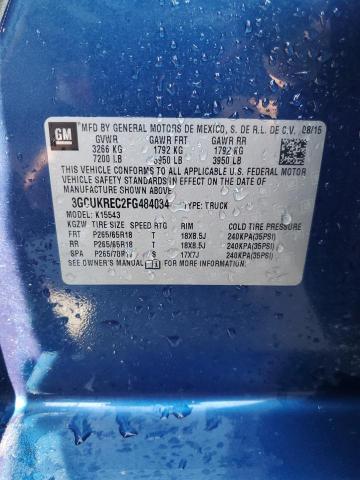 GM
MFD BY GENERAL MOTORS DE MEXICO, S. DE R.L. DE C.V. 08/15
GVWR GAWR FRT GAWR RR
3266 KG 1792 KG 1792 KG
7200 LB 3950 LB 3950 LB
THIS VEHICLE CONFORMS TO ALL APPLICABLE U.S. FEDERAL MOTOR
VEHICLE SAFETY STANDARDS IN EFFECT ON THE DATE OF
MANUFACTURE SHOWN ABOVE.
3GCUKREC2FG484034 TYPE: TRUCK
MODEL: K15543
KGZW TIRE SIZE SPEED RTG RIM COLD TIRE PRESSURE
FRT P265/65R18 T 18X8.5J 240KPA(35PSI)
RR P265/65R18 T 18X8.5J 240KPA(35PSI)
SPA P265/70R17 S 17X7J 240KPA(35PSI)
SEE OWNER'S MANUAL FOR MORE INFORMATION.